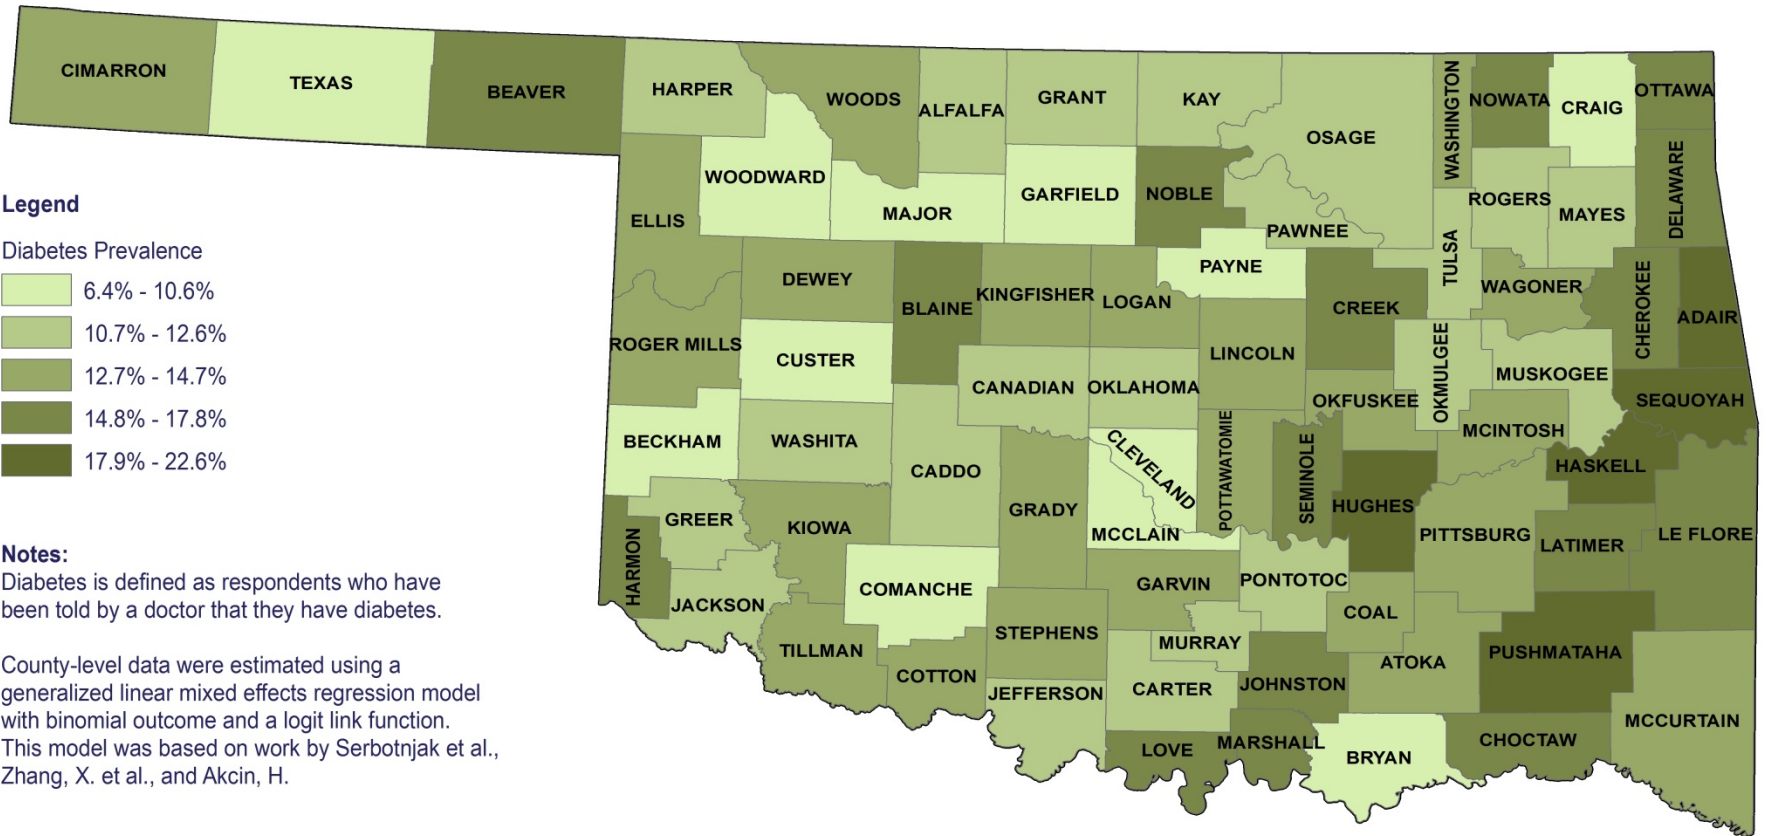 CIMARRON
TEXAS
BEAVER
HARPER
WOODS
ALFALFA
GRANT
KAY
OSAGE
WASHINGTON
NOWATA
CRAIG
OTTAWA
WOODWARD
MAJOR
GARFIELD
NOBLE
PAWNEE
ROGERS
MAYES
DELAWARE
ELLIS
Legend
Diabetes Prevalence
6.4% - 10.6%
10.7% - 12.6%
12.7% - 14.7%
14.8% - 17.8%
17.9% - 22.6%
DEWEY
BLAINE
KINGFISHER
LOGAN
PAYNE
CREEK
TULSA
WAGONER
CHEROKEE
ADAIR
ROGER MILLS
CUSTER
CANADIAN
OKLAHOMA
LINCOLN
OKFUSKEE
OKMULGEE
MUSKOGEE
SEQUOYAH
BECKHAM
WASHITA
CADDO
GRADY
CLEVELAND
POTTAWATOMIE
SEMINOLE
HUGHES
MCINTOSH
HASKELL
GREER
KIOWA
MCCLAIN
PITTSBURG
LATIMER
LE FLORE
HARMON
JACKSON
COMANCHE
GARVIN
PONTOTOC
COAL
TILLMAN
COTTON
STEPHENS
MURRAY
ATOKA
PUSHMATAHA
JEFFERSON
CARTER
JOHNSTON
MCCURTAIN
LOVE
MARSHALL
BRYAN
CHOCTAW
Notes:
Diabetes is defined as respondents who have
been told by a doctor that they have diabetes.
County-level data were estimated using a
generalized linear mixed effects regression model
with binomial outcome and a logit link function.
This model was based on work by Serbotnjak et al.,
Zhang, X. et al., and Akcin, H.